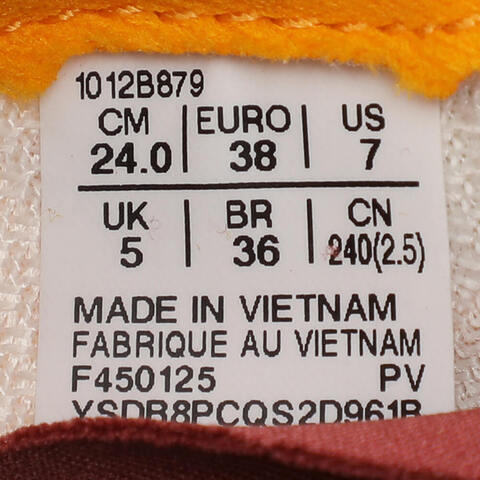 1012B879
CM | EURO | US
24.0 | 38 | 7
UK | BR | CN
5 | 36 | 240(2.5)
MADE IN VIETNAM
FABRIQUE AU VIETNAM
F450125 PV